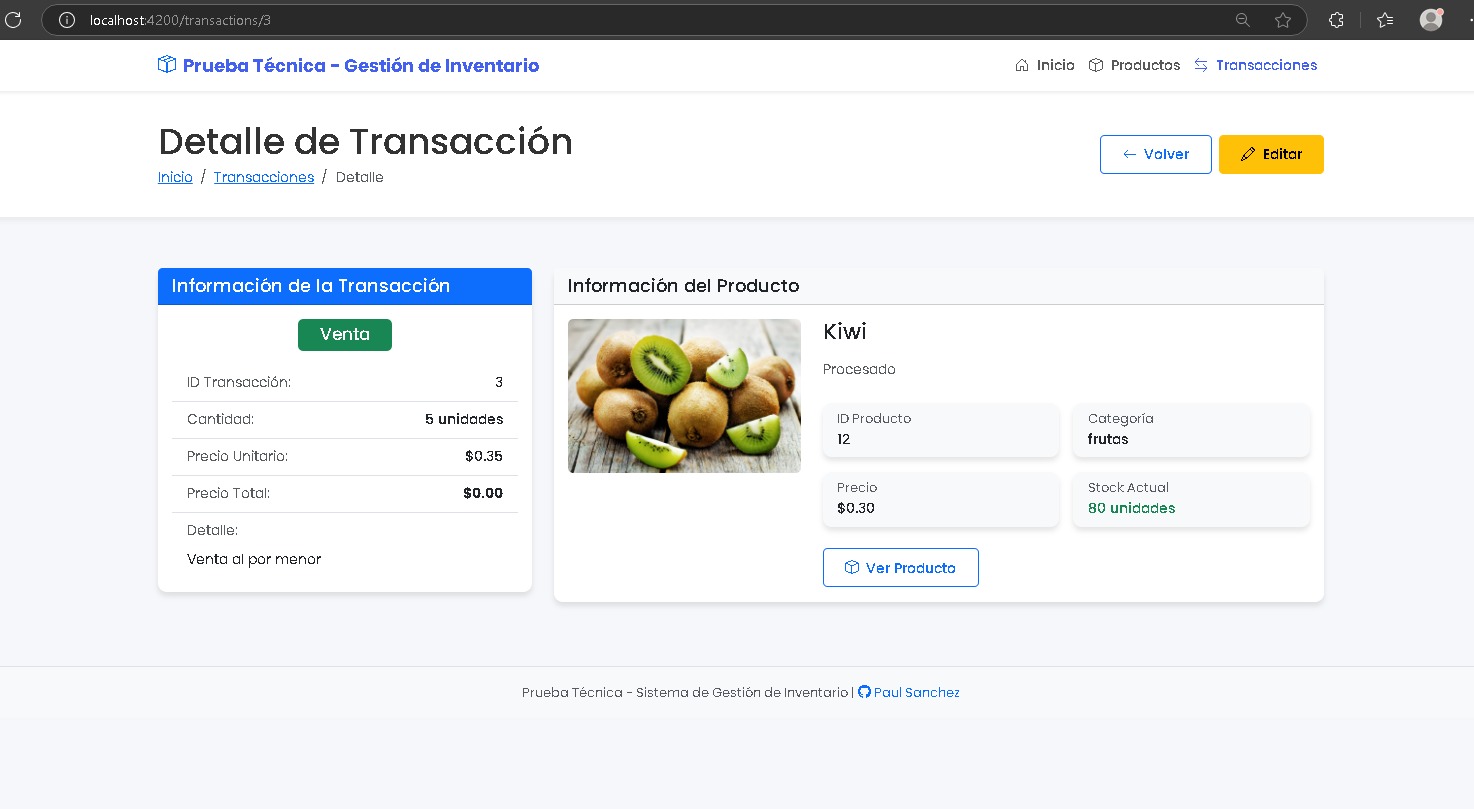 localhost:4200/transactions/3
Prueba Técnica - Gestión de Inventario
Inicio Productos Transacciones
Detalle de Transacción
Inicio / Transacciones / Detalle
Volver Editar
Información de la Transacción
Venta
ID Transacción: 3
Cantidad: 5 unidades
Precio Unitario: $0.35
Precio Total: $0.00
Detalle:
Venta al por menor
Información del Producto
Kiwi
Procesado
ID Producto
12
Categoría
frutas
Precio
$0.30
Stock Actual
80 unidades
Ver Producto
Prueba Técnica - Sistema de Gestión de Inventario | Paul Sanchez